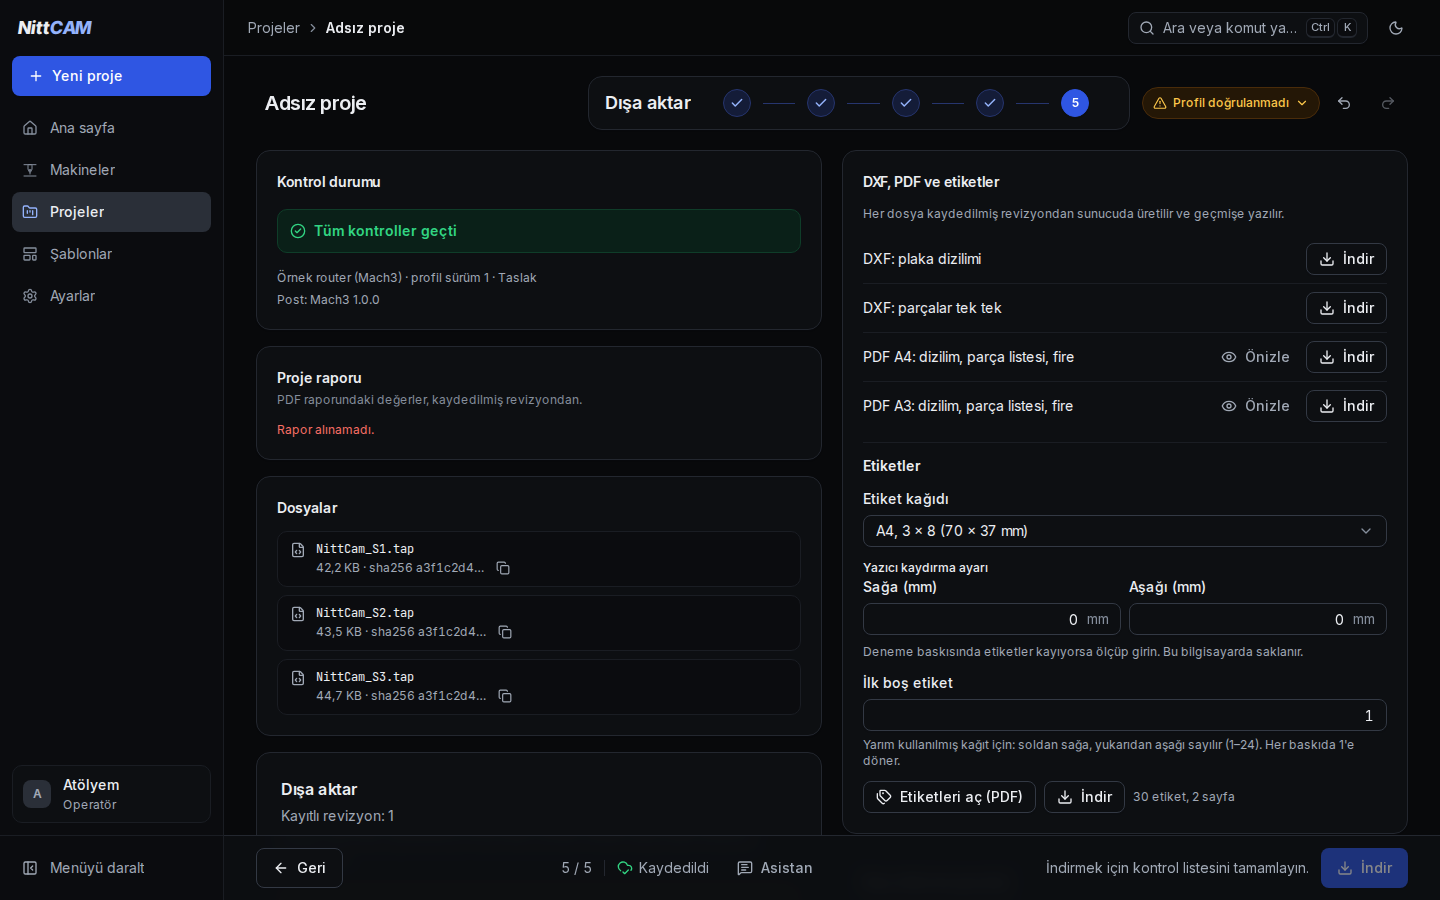 NittCAM
Yeni proje
Ana sayfa
Makineler
Projeler
Şablonlar
Ayarlar
A
Atölyem
Operatör
Menüyü daralt
Projeler > Adsız proje
Ara veya komut ya... Ctrl K
Adsız proje
Dışa aktar
5
Profil doğrulanmadı
Kontrol durumu
Tüm kontroller geçti
Örnek router (Mach3) · profil sürüm 1 · Taslak
Post: Mach3 1.0.0
Proje raporu
PDF raporundaki değerler, kaydedilmiş revizyondan.
Rapor alınamadı.
Dosyalar
NittCam_S1.tap
42,2 KB · sha256 a3f1c2d4...
NittCam_S2.tap
43,5 KB · sha256 a3f1c2d4...
NittCam_S3.tap
44,7 KB · sha256 a3f1c2d4...
Dışa aktar
Kayıtlı revizyon: 1
DXF, PDF ve etiketler
Her dosya kaydedilmiş revizyondan sunucuda üretilir ve geçmişe yazılır.
DXF: plaka dizilimi İndir
DXF: parçalar tek tek İndir
PDF A4: dizilim, parça listesi, fire Önizle İndir
PDF A3: dizilim, parça listesi, fire Önizle İndir
Etiketler
Etiket kağıdı
A4, 3 × 8 (70 × 37 mm)
Yazıcı kaydırma ayarı
Sağa (mm) Aşağı (mm)
0 mm 0 mm
Deneme baskısında etiketler kayıyorsa ölçüp girin. Bu bilgisayarda saklanır.
İlk boş etiket
1
Yarım kullanılmış kağıt için: soldan sağa, yukarıdan aşağı sayılır (1–24). Her baskıda 1'e
döner.
Etiketleri aç (PDF) İndir 30 etiket, 2 sayfa
Geri
5 / 5 Kaydedildi Asistan
İndirmek için kontrol listesini tamamlayın. İndir